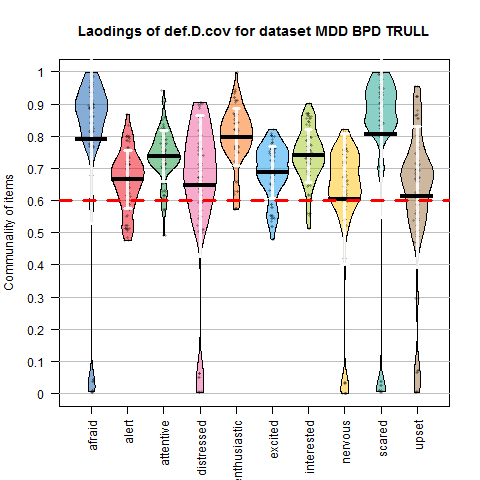 Laodings of def.D.cov for dataset MDD BPD TRULL
Communality of items
1
0.9
0.8
0.7
0.6
0.5
0.4
0.3
0.2
0.1
0
afraid
alert
attentive
distressed
enthusiastic
excited
interested
nervous
scared
upset